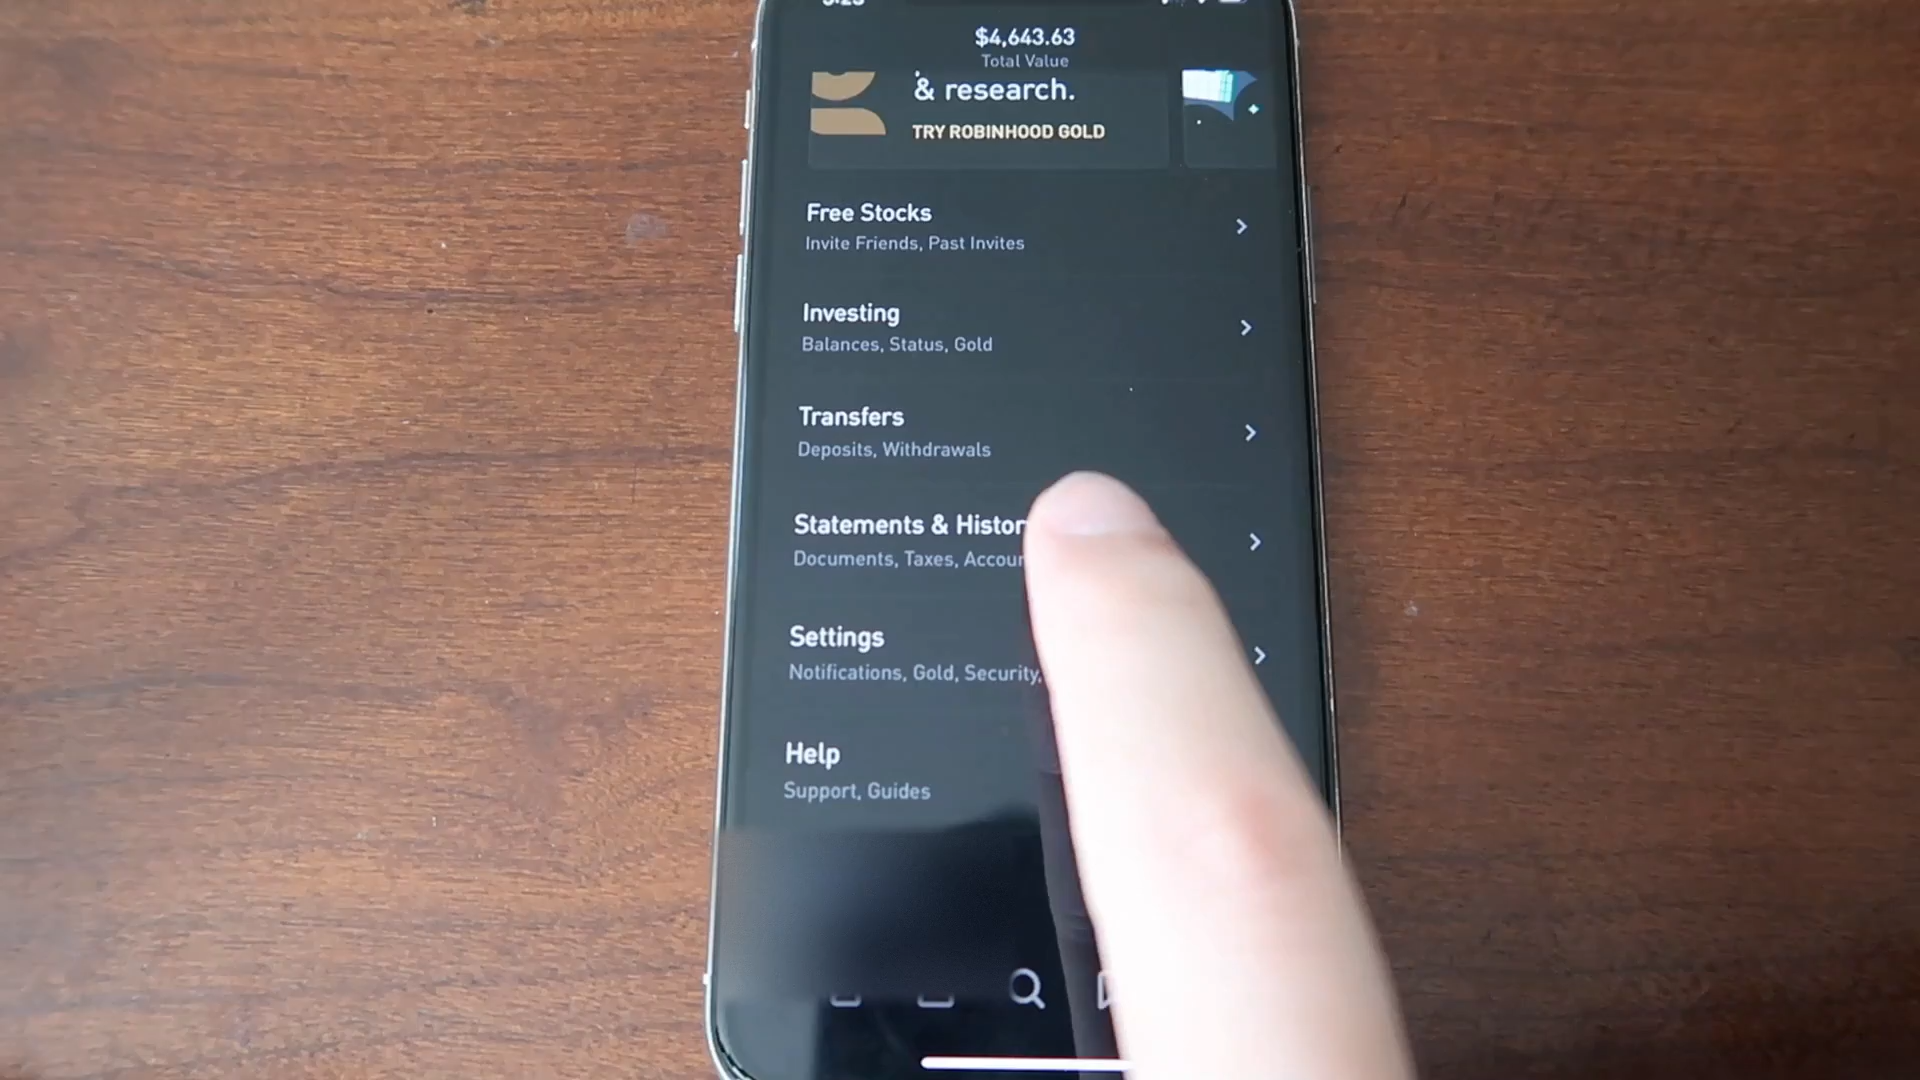 $4,643.63
Total Value
& research.
TRY ROBINHOOD GOLD
Free Stocks
Invite Friends, Past Invites
Investing
Balances, Status, Gold
Transfers
Deposits, Withdrawals
Statements & Histor
Documents, Taxes, Accoun
Settings
Notifications, Gold, Security,
Help
Support, Guides